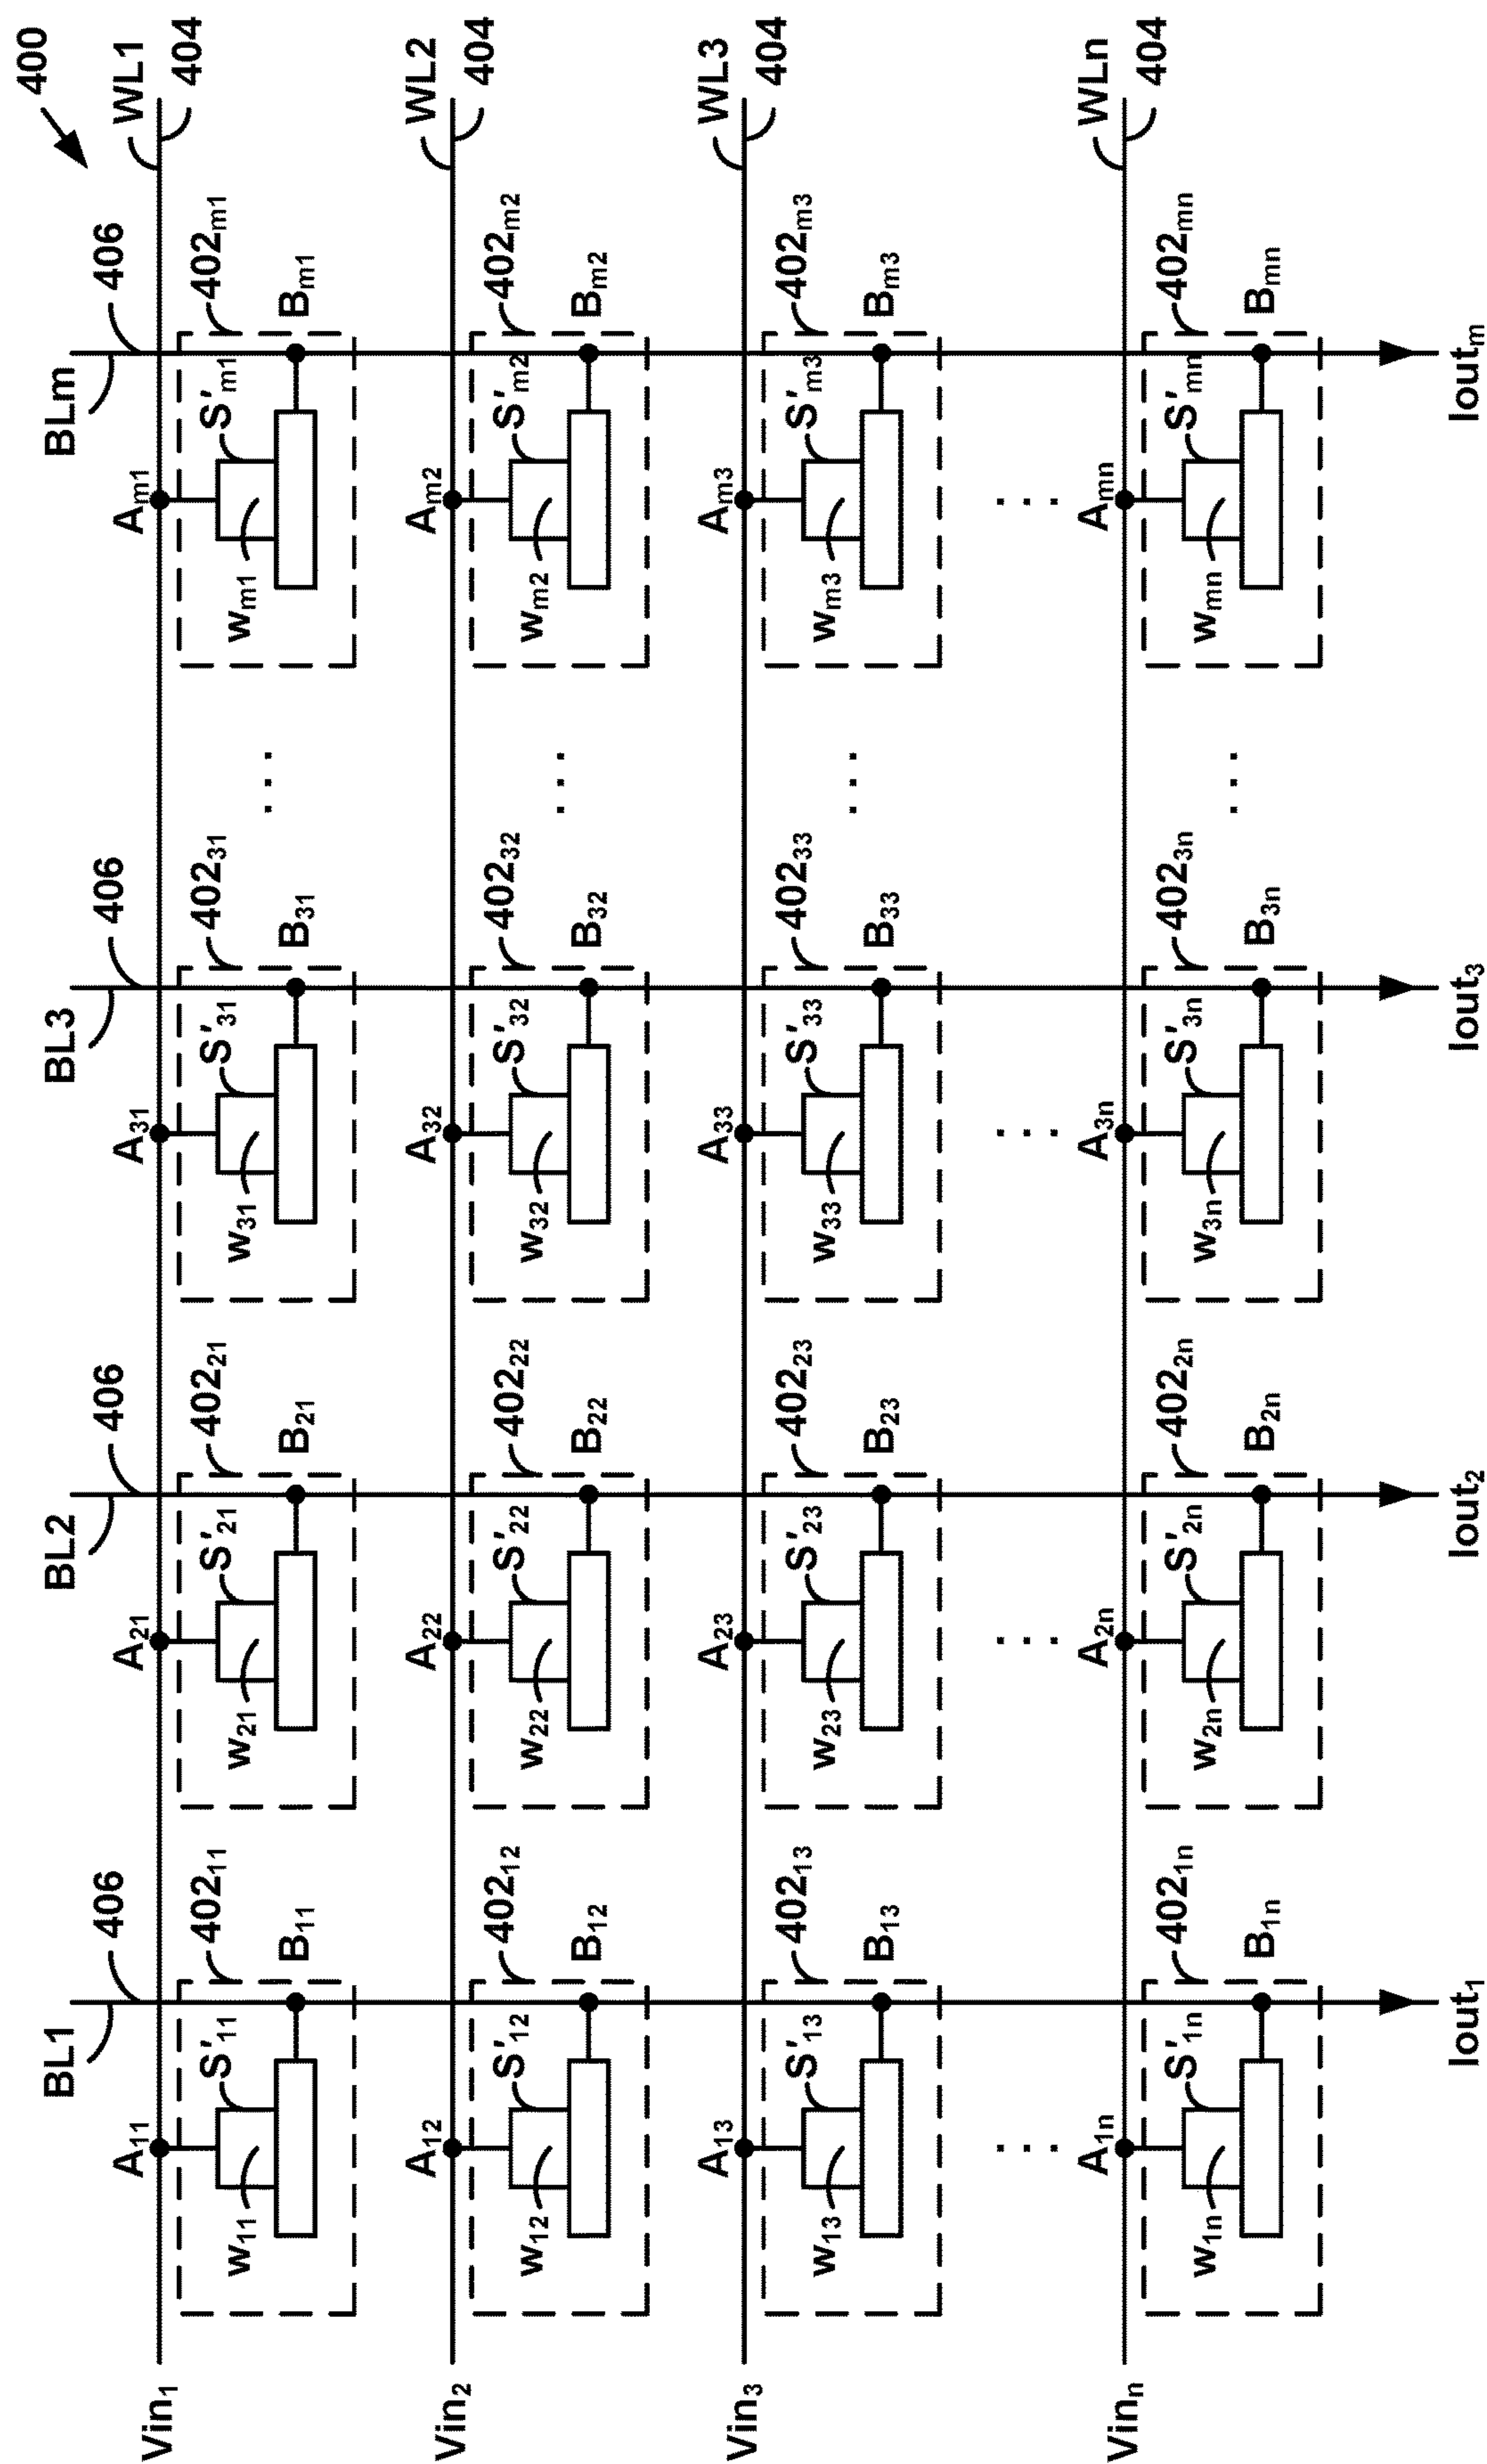 400
BL1 BL2 BL3 BLm
406 406 406 406
A₁₁ A₂₁ A₃₁ Aₘ₁ WL1
Vin₁ 404
402₁₁ 402₂₁ 402₃₁ 402ₘ₁
S′₁₁ S′₂₁ S′₃₁ S′ₘ₁
w₁₁ w₂₁ w₃₁ wₘ₁
B₁₁ B₂₁ B₃₁ . . . Bₘ₁
A₁₂ A₂₂ A₃₂ Aₘ₂ WL2
Vin₂ 404
402₁₂ 402₂₂ 402₃₂ 402ₘ₂
S′₁₂ S′₂₂ S′₃₂ S′ₘ₂
w₁₂ w₂₂ w₃₂ wₘ₂
B₁₂ B₂₂ B₃₂ . . . Bₘ₂
A₁₃ A₂₃ A₃₃ Aₘ₃ WL3
Vin₃ 404
402₁₃ 402₂₃ 402₃₃ 402ₘ₃
S′₁₃ S′₂₃ S′₃₃ S′ₘ₃
w₁₃ w₂₃ w₃₃ wₘ₃
B₁₃ B₂₃ B₃₃ . . . Bₘ₃
. . . . . . . . . . . .
A₁ₙ A₂ₙ A₃ₙ Aₘₙ WLn
Vinₙ 404
402₁ₙ 402₂ₙ 402₃ₙ 402ₘₙ
S′₁ₙ S′₂ₙ S′₃ₙ S′ₘₙ
w₁ₙ w₂ₙ w₃ₙ wₘₙ
B₁ₙ B₂ₙ B₃ₙ . . . Bₘₙ
Iout₁ Iout₂ Iout₃ Ioutₘ